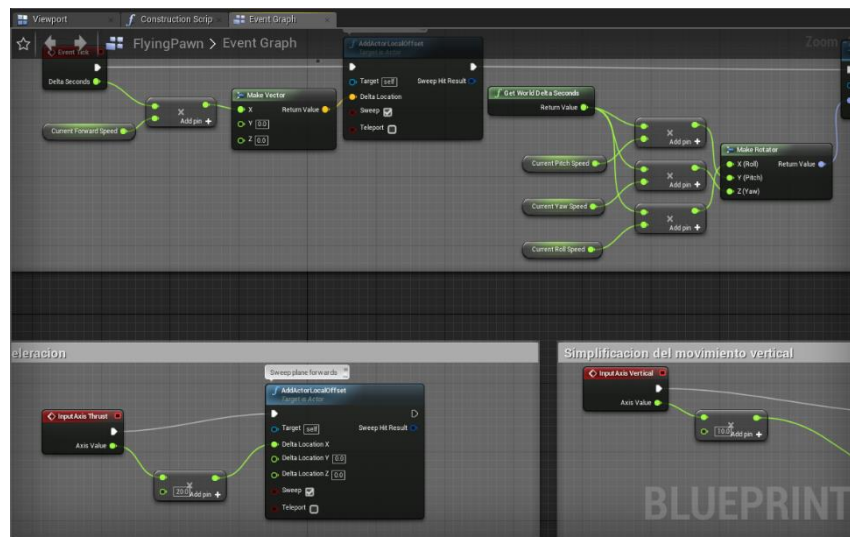 Viewport
Construction Scrip
Event Graph
FlyingPawn > Event Graph
Zoom
Event Tick
Delta Seconds
Current Forward Speed
Add pin +
Make Vector
X
Return Value
Y 0.0
Z 0.0
AddActorLocalOffset
Target is Actor
Target self
Sweep Hit Result
Delta Location
Sweep
Teleport
Get World Delta Seconds
Return Value
Current Pitch Speed
Add pin +
Current Yaw Speed
Add pin +
Current Roll Speed
Add pin +
Make Rotator
X (Roll)
Return Value
Y (Pitch)
Z (Yaw)
eleracion
InputAxis Thrust
Axis Value
20.0
Add pin +
Sweep plane forwards
AddActorLocalOffset
Target is Actor
Target self
Sweep Hit Result
Delta Location X
Delta Location Y 0.0
Delta Location Z 0.0
Sweep
Teleport
Simplificacion del movimiento vertical
InputAxis Vertical
Axis Value
10.0
Add pin +
BLUEPRINT